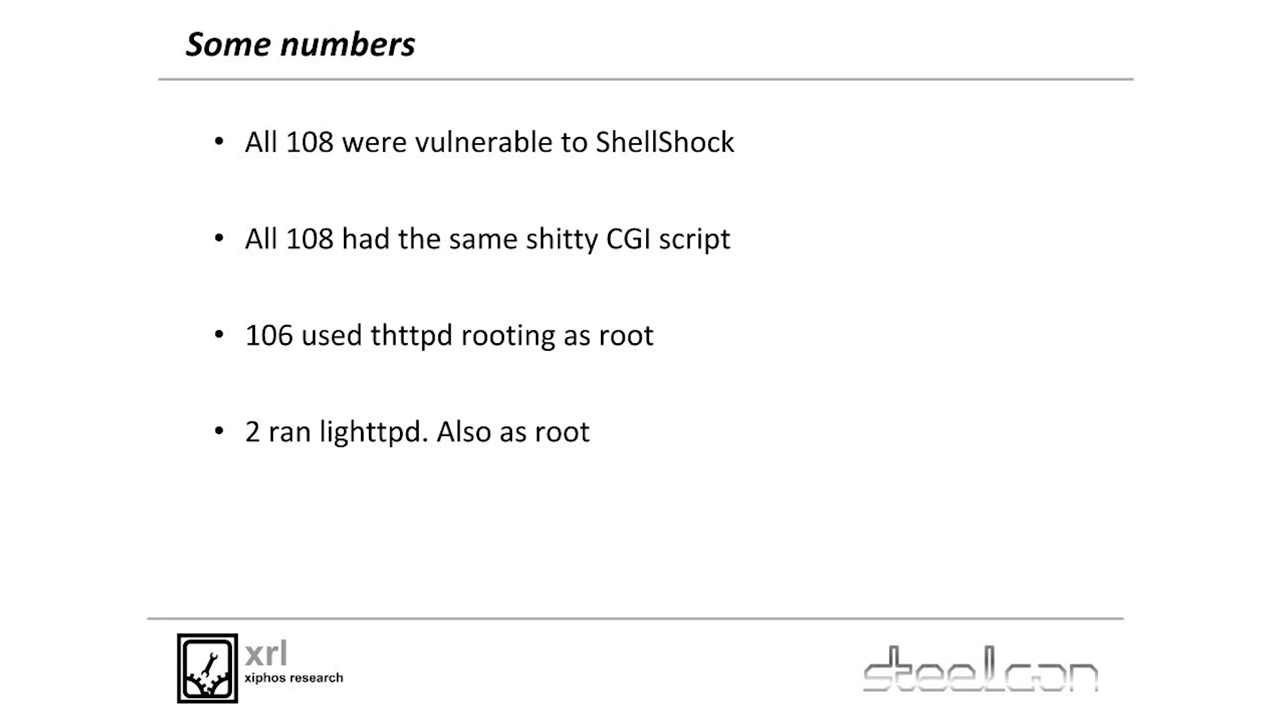 Some numbers
• All 108 were vulnerable to ShellShock
• All 108 had the same shitty CGI script
• 106 used thttpd rooting as root
• 2 ran lighttpd. Also as root
xrl
xiphos research
steelcon